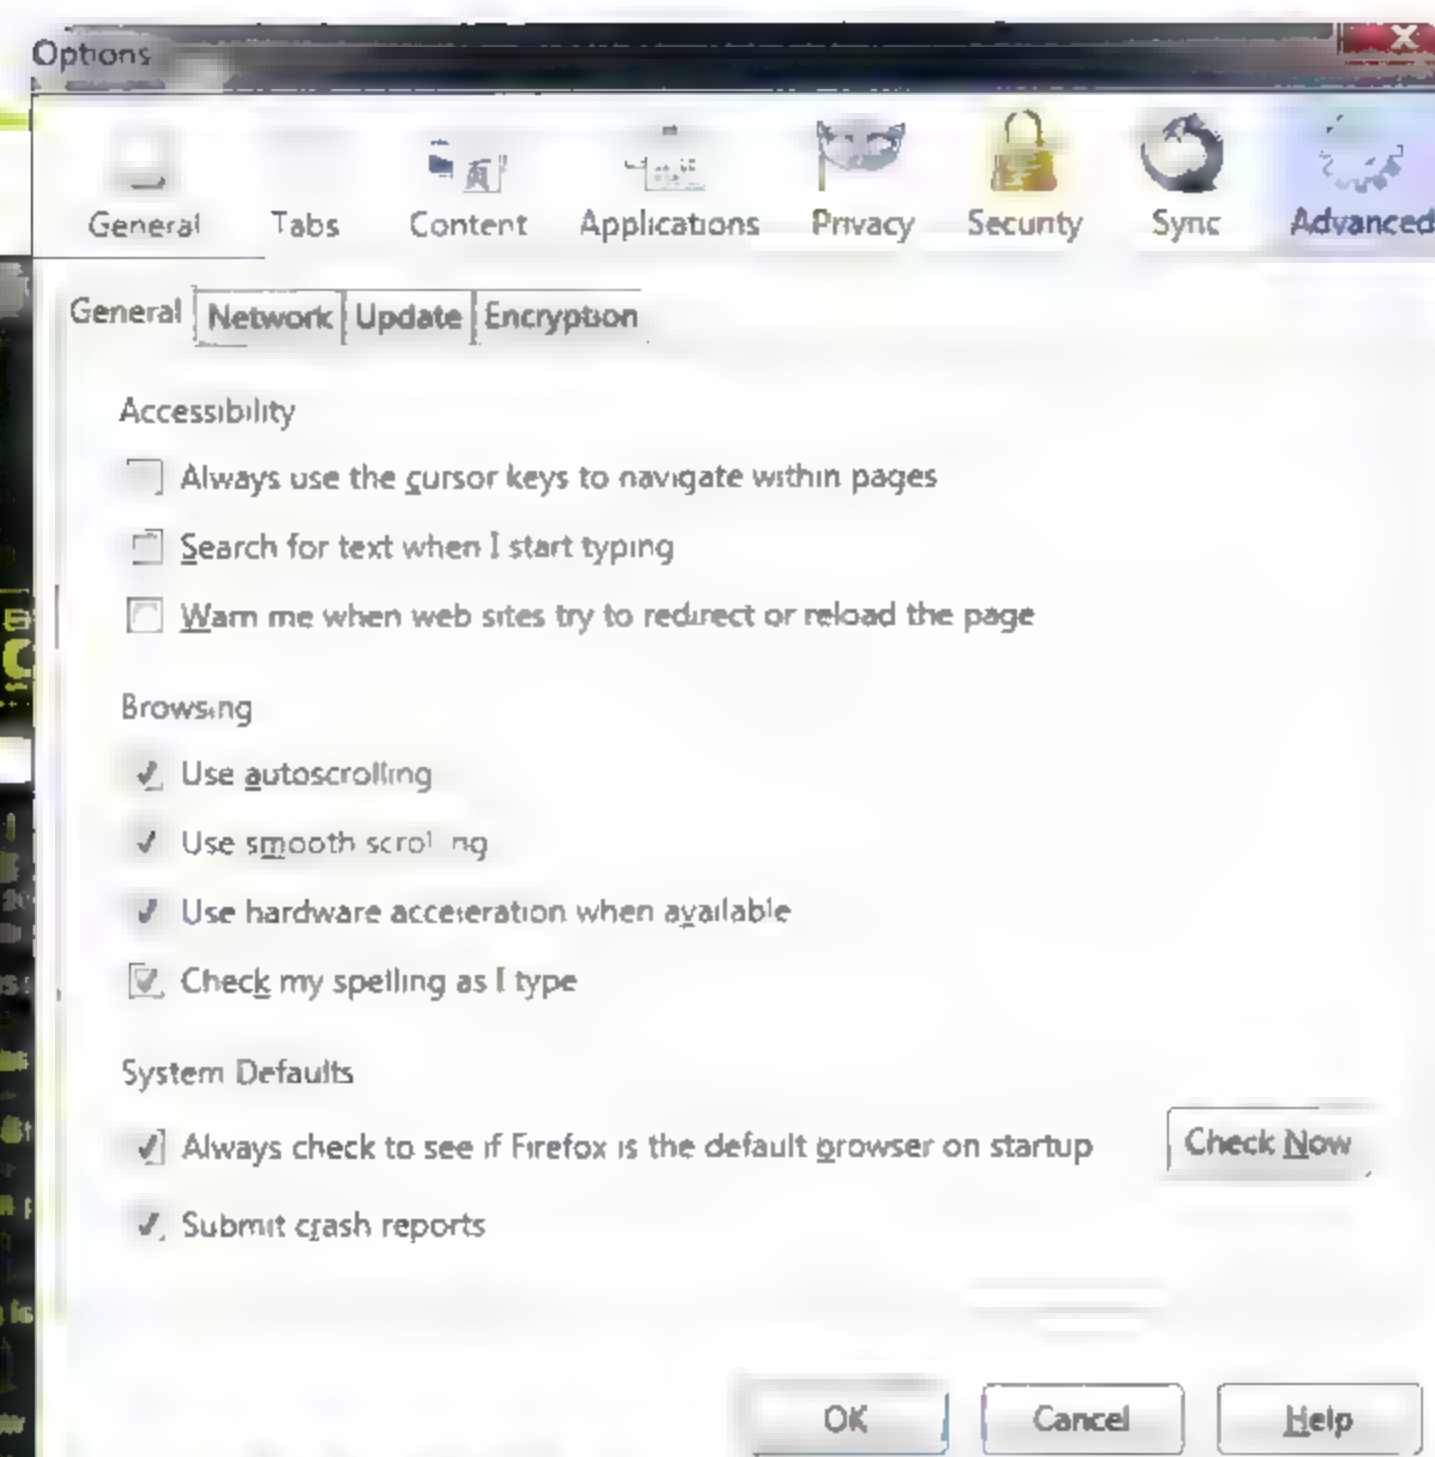 Options
General Tabs Content Applications Privacy Security Sync Advanced
General Network Update Encryption
Accessibility
Always use the cursor keys to navigate within pages
Search for text when I start typing
Warn me when web sites try to redirect or reload the page
Browsing
Use autoscrolling
Use smooth scrolling
Use hardware acceleration when available
Check my spelling as I type
System Defaults
Always check to see if Firefox is the default browser on startup Check Now
Submit crash reports
OK Cancel Help